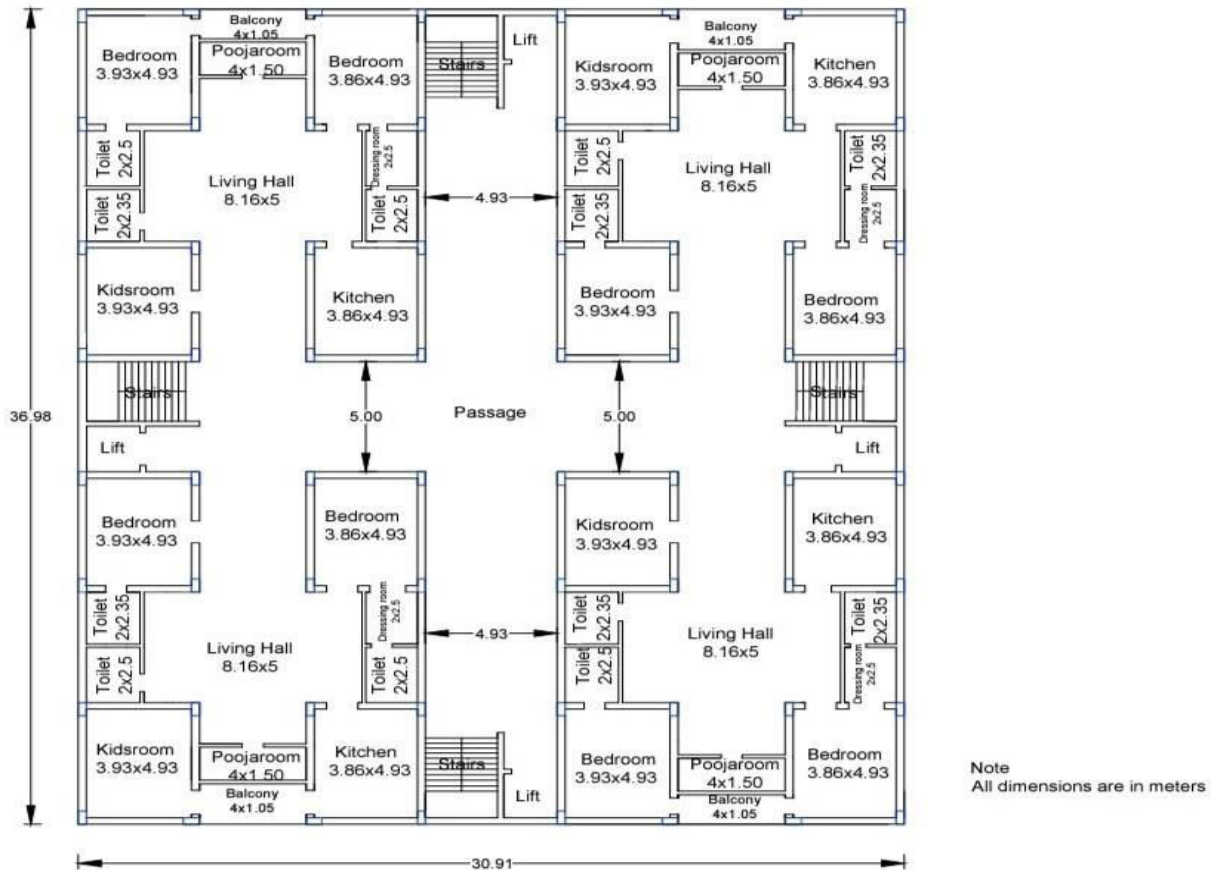 Balcony
4x1.05
Bedroom
3.93x4.93
Poojaroom
4x1.50
Bedroom
3.86x4.93
Stairs
Lift
Kidsroom
3.93x4.93
Balcony
4x1.05
Poojaroom
4x1.50
Kitchen
3.86x4.93
Toilet
2x2.5
Dressing room
2x2.5
Living Hall
8.16x5
Toilet
2x2.35
Toilet
2x2.5
4.93
Toilet
2x2.5
Toilet
2x2.35
Living Hall
8.16x5
Toilet
2x2.35
Dressing room
2x2.5
Kidsroom
3.93x4.93
Kitchen
3.86x4.93
Bedroom
3.93x4.93
Bedroom
3.86x4.93
Stairs
36.98
5.00
Passage
5.00
Stairs
Lift
Lift
Bedroom
3.93x4.93
Bedroom
3.86x4.93
Kidsroom
3.93x4.93
Kitchen
3.86x4.93
Toilet
2x2.35
Dressing room
2x2.5
Living Hall
8.16x5
Toilet
2x2.5
Toilet
2x2.5
4.93
Toilet
2x2.35
Toilet
2x2.5
Living Hall
8.16x5
Toilet
2x2.35
Dressing room
2x2.5
Kidsroom
3.93x4.93
Poojaroom
4x1.50
Balcony
4x1.05
Kitchen
3.86x4.93
Stairs
Lift
Bedroom
3.93x4.93
Poojaroom
4x1.50
Balcony
4x1.05
Bedroom
3.86x4.93
30.91
Note
All dimensions are in meters